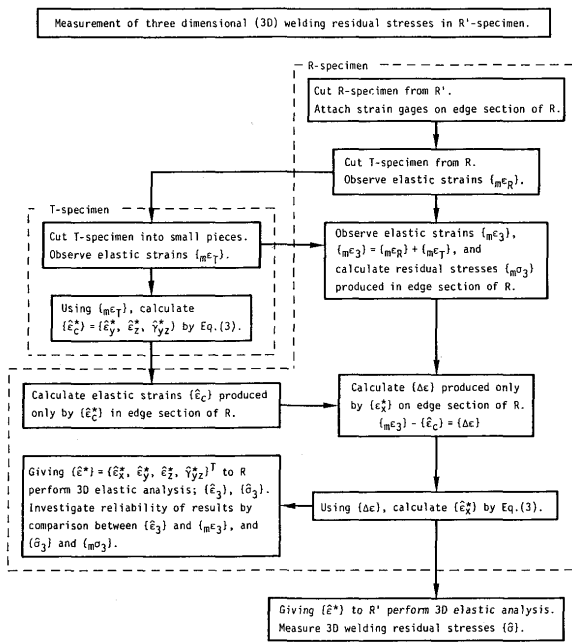 Measurement of three dimensional (3D) welding residual stresses in R'-specimen.
R-specimen
Cut R-specimen from R'.
Attach strain gages on edge section of R.
Cut T-specimen from R.
Observe elastic strains {mεR}.
T-specimen
Cut T-specimen into small pieces.
Observe elastic strains {mεT}.
Observe elastic strains {mε3},
{mε3} = {mεR} + {mεT}, and
calculate residual stresses {mσ3}
produced in edge section of R.
Using {mεT}, calculate
{ε̂*c} = {ε̂*y, ε̂*z, γ̂*yz} by Eq.(3).
Calculate elastic strains {ε̂c} produced
only by {ε̂*c} in edge section of R.
Calculate {Δε} produced only
by {ε*x} on edge section of R.
{mε3} - {ε̂c} = {Δε}
Giving {ε̂*} = {ε̂*x, ε̂*y, ε̂*z, γ̂*yz}T to R
perform 3D elastic analysis; {ε̂3}, {σ̂3}.
Investigate reliability of results by
comparison between {ε̂3} and {mε3}, and
{σ̂3} and {mσ3}.
Using {Δε}, calculate {ε̂*x} by Eq.(3).
Giving {ε̂*} to R' perform 3D elastic analysis.
Measure 3D welding residual stresses {σ̂}.